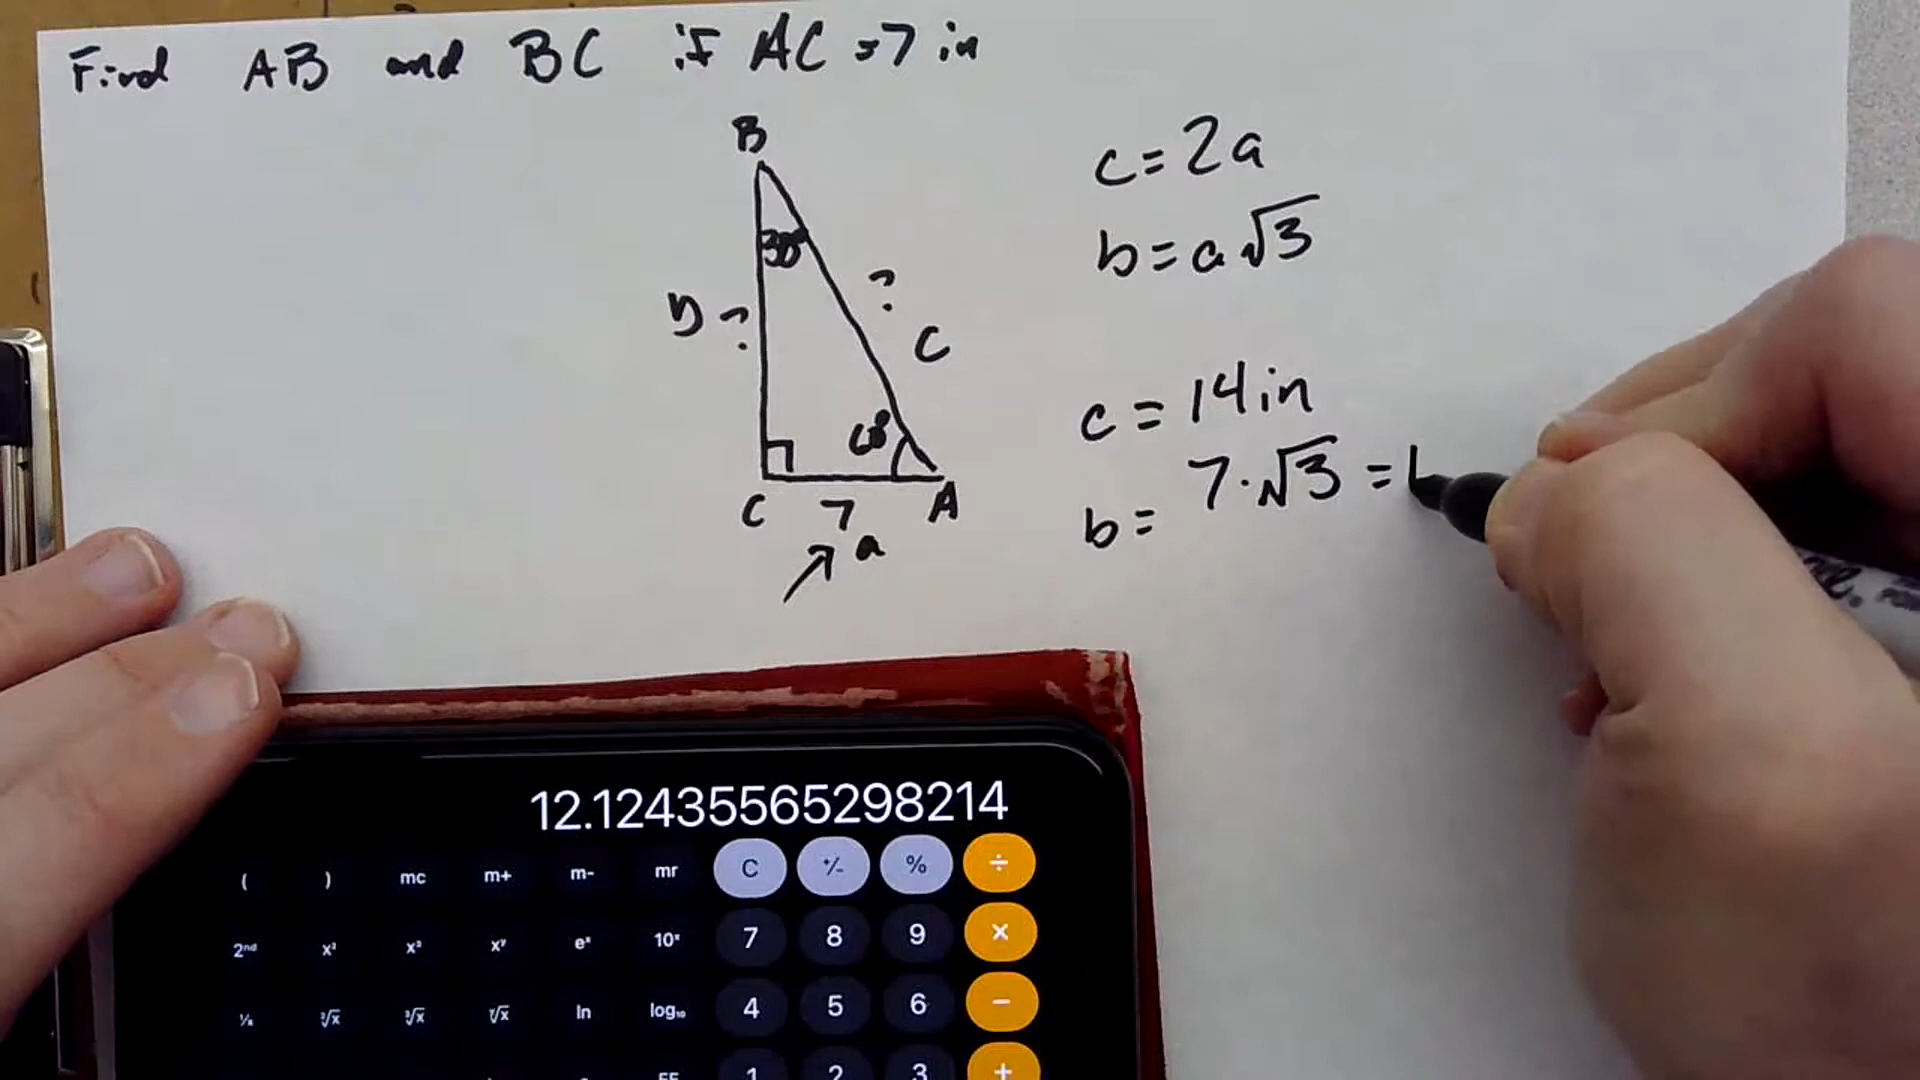 Find AB and BC if AC = 7 in
B
30°
?
b ?
c
60°
C 7 A
a
c = 2a
b = a√3
c = 14in
b = 7·√3 =
12.12435565298214
( ) mc m+ m- mr C +/- % ÷
2nd x² x³ xʸ eˣ 10ˣ 7 8 9 ×
¹/x ²√x ³√x ʸ√x ln log₁₀ 4 5 6 −
EE 1 2 3 +